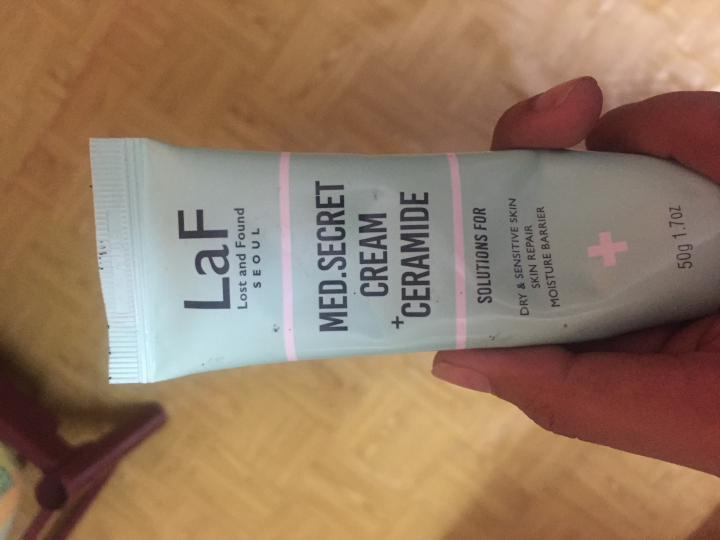 LaF
Lost and Found
SEOUL
MED.SECRET
CREAM
+CERAMIDE
SOLUTIONS FOR
DRY & SENSITIVE SKIN
SKIN REPAIR
MOISTURE BARRIER
50g 1.7oz